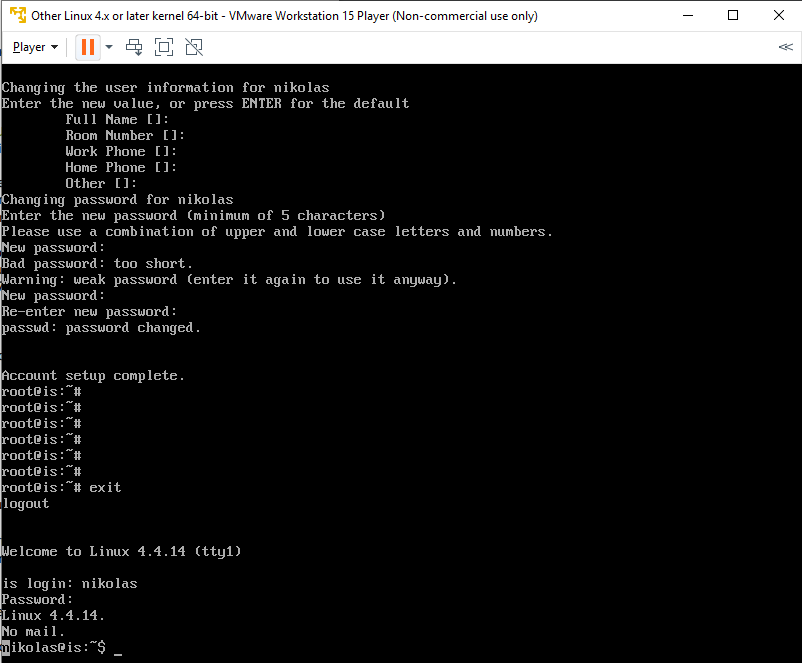 Other Linux 4.x or later kernel 64-bit - VMware Workstation 15 Player (Non-commercial use only)
Player
Changing the user information for nikolas
Enter the new value, or press ENTER for the default
Full Name []:
Room Number []:
Work Phone []:
Home Phone []:
Other []:
Changing password for nikolas
Enter the new password (minimum of 5 characters)
Please use a combination of upper and lower case letters and numbers.
New password:
Bad password: too short.
Warning: weak password (enter it again to use it anyway).
New password:
Re-enter new password:
passwd: password changed.
Account setup complete.
root@is:~#
root@is:~#
root@is:~#
root@is:~#
root@is:~#
root@is:~#
root@is:~# exit
logout
Welcome to Linux 4.4.14 (tty1)
is login: nikolas
Password:
Linux 4.4.14.
No mail.
nikolas@is:~$ _